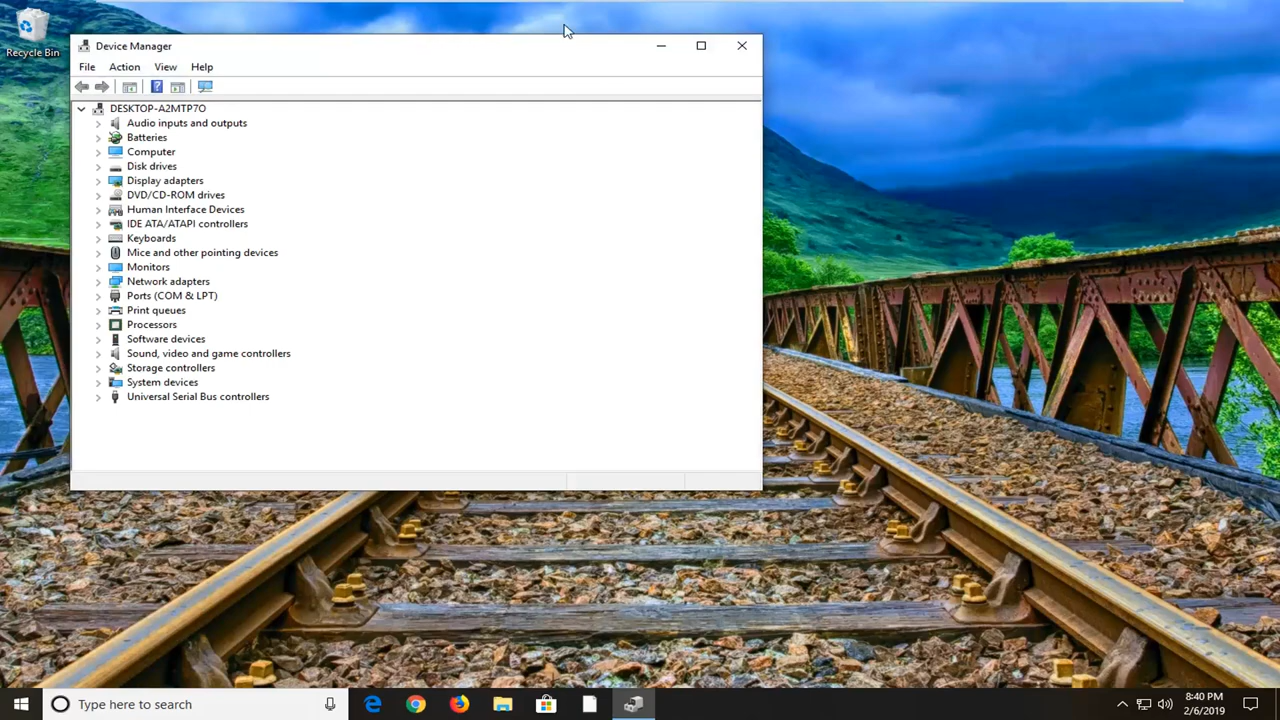 Recycle Bin
Device Manager
File Action View Help
DESKTOP-A2MTP7O
Audio inputs and outputs
Batteries
Computer
Disk drives
Display adapters
DVD/CD-ROM drives
Human Interface Devices
IDE ATA/ATAPI controllers
Keyboards
Mice and other pointing devices
Monitors
Network adapters
Ports (COM & LPT)
Print queues
Processors
Software devices
Sound, video and game controllers
Storage controllers
System devices
Universal Serial Bus controllers
Type here to search
8:40 PM
2/6/2019